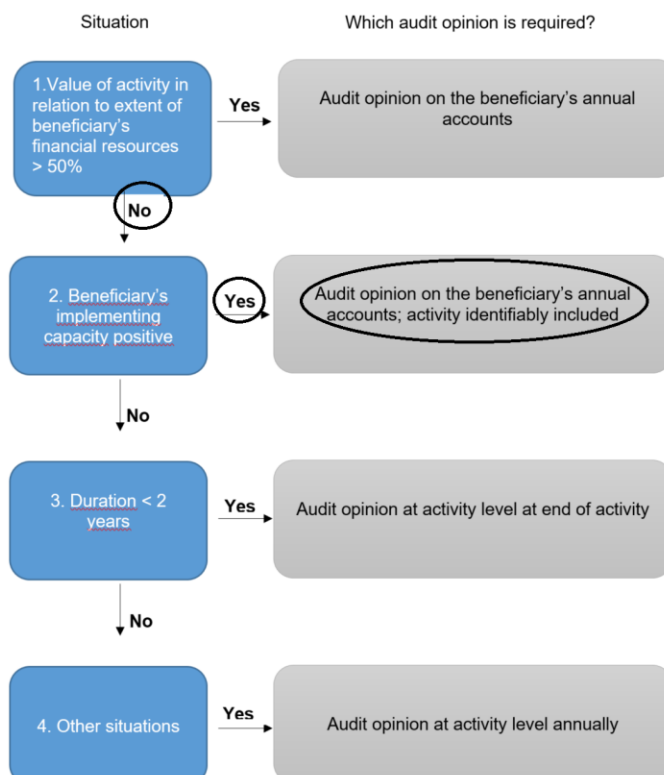 Situation
Which audit opinion is required?
1.Value of activity in
relation to extent of
beneficiary's
financial resources
> 50%
Yes
Audit opinion on the beneficiary's annual
accounts
No
2. Beneficiary's
implementing
capacity positive
Yes
Audit opinion on the beneficiary's annual
accounts; activity identifiably included
No
3. Duration < 2
years
Yes
Audit opinion at activity level at end of activity
No
4. Other situations
Yes
Audit opinion at activity level annually